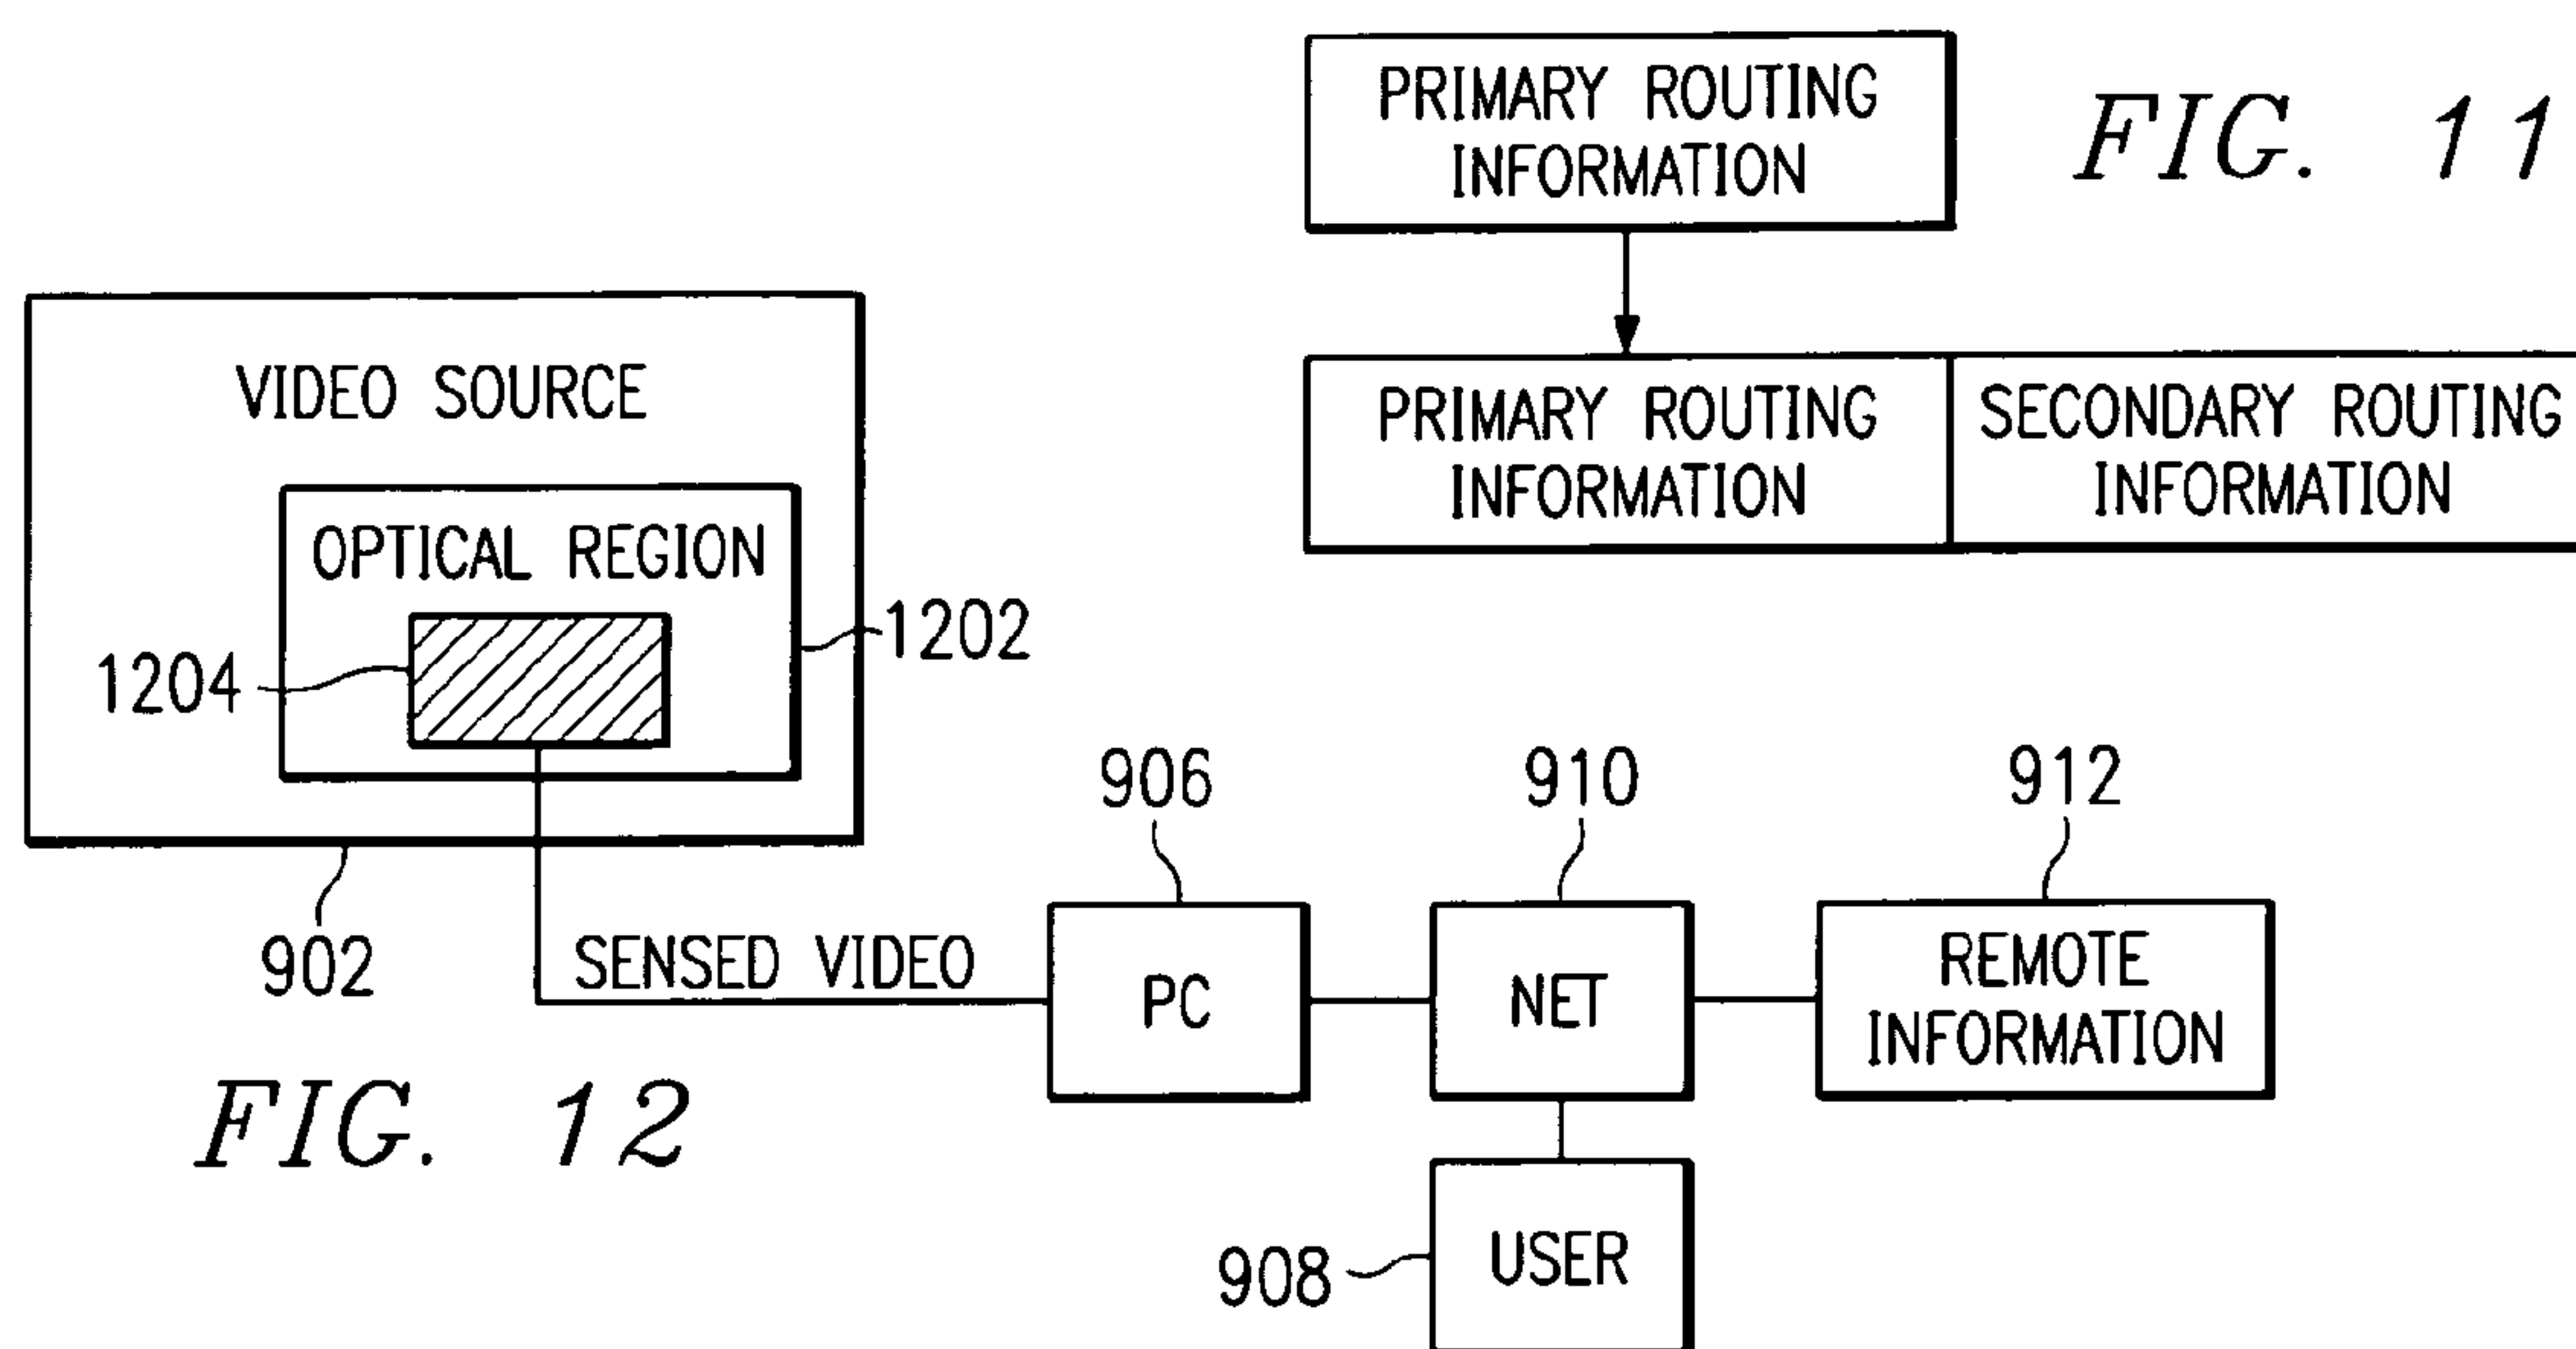 PRIMARY ROUTING
INFORMATION
FIG. 11
PRIMARY ROUTING
INFORMATION
SECONDARY ROUTING
INFORMATION
VIDEO SOURCE
OPTICAL REGION
1202
1204
902
SENSED VIDEO
906
PC
910
NET
912
REMOTE
INFORMATION
908
USER
FIG. 12